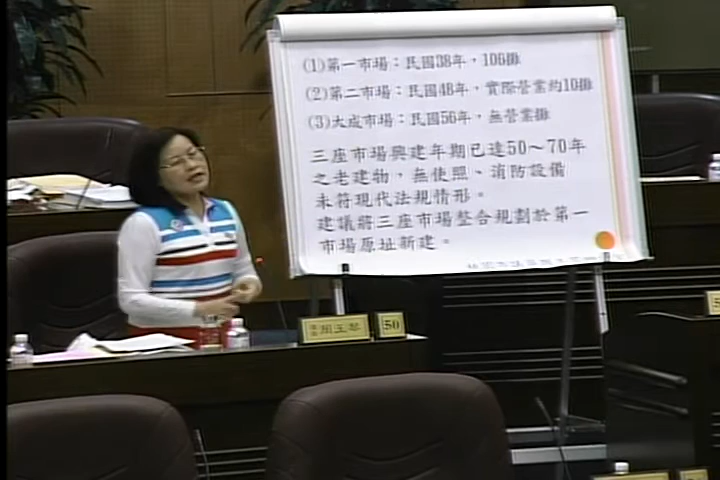 (1)第一市場：民國38年，106攤
(2)第二市場：民國48年，實際營業約10攤
(3)大成市場：民國56年，無營業攤
三座市場興建年期已達50～70年
之老建物，無使照、消防設備
未符現代法規情形。
建議將三座市場整合規劃於第一
市場原址新建。
50